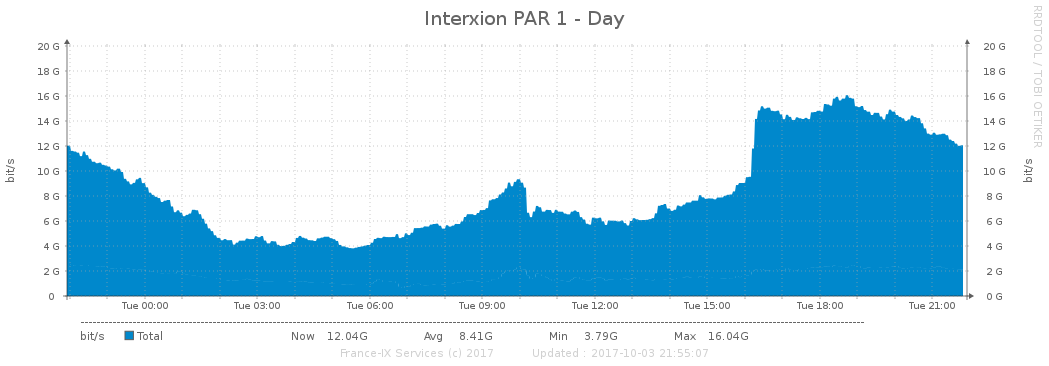 Interxion PAR 1 - Day
RRDTOOL / TOBI OETIKER
20 G 20 G
18 G 18 G
16 G 16 G
14 G 14 G
12 G 12 G
10 G 10 G
8 G 8 G
6 G 6 G
4 G 4 G
2 G 2 G
0 0 G
bit/s
bit/s
Tue 00:00 Tue 03:00 Tue 06:00 Tue 09:00 Tue 12:00 Tue 15:00 Tue 18:00 Tue 21:00
bit/s Total Now 12.04G Avg 8.41G Min 3.79G Max 16.04G
France-IX Services (c) 2017 Updated : 2017-10-03 21:55:07